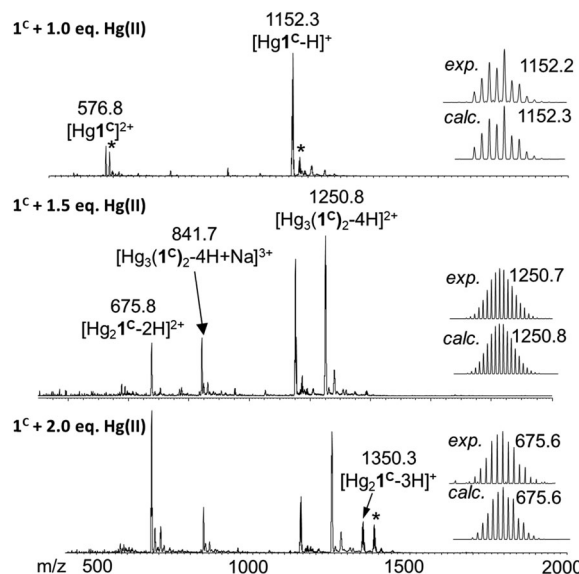 1ᶜ + 1.0 eq. Hg(II)
1152.3
[Hg1ᶜ-H]⁺
576.8
[Hg1ᶜ]²⁺
*
*
exp.
1152.2
calc.
1152.3
1ᶜ + 1.5 eq. Hg(II)
1250.8
[Hg₃(1ᶜ)₂-4H]²⁺
841.7
[Hg₃(1ᶜ)₂-4H+Na]³⁺
675.8
[Hg₂1ᶜ-2H]²⁺
exp.
1250.7
calc.
1250.8
1ᶜ + 2.0 eq. Hg(II)
1350.3
[Hg₂1ᶜ-3H]⁺
*
exp.
675.6
calc.
675.6
m/z 500 1000 1500 2000